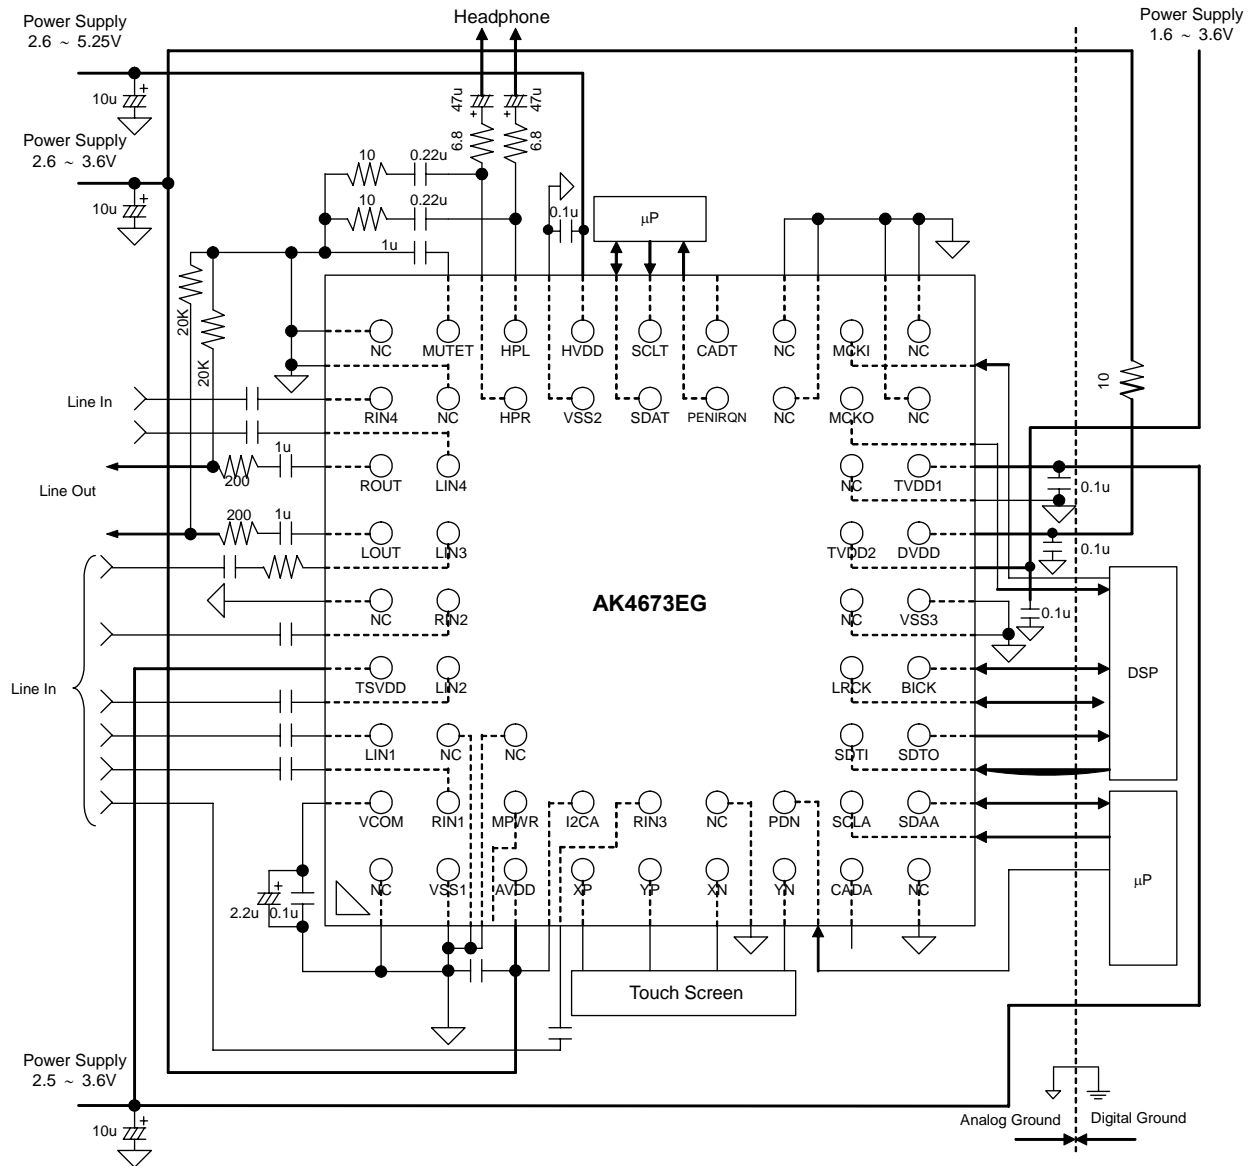 Power Supply
2.6 ~ 5.25V
Headphone
Power Supply
1.6 ~ 3.6V
10u
+
47u
+
47u
+
6.8
6.8
Power Supply
2.6 ~ 3.6V
10u
+
10
0.22u
10
0.22u
1u
0.1u
μP
20K
20K
10
NC
MUTET
HPL
HVDD
SCLT
CADT
NC
MCKI
NC
Line In
RIN4
NC
HPR
VSS2
SDAT
PENIRQN
NC
MCKO
NC
1u
200
ROUT
LIN4
NC
TVDD1
0.1u
Line Out
1u
200
LOUT
LIN3
TVDD2
DVDD
0.1u
AK4673EG
NC
RIN2
NC
VSS3
0.1u
Line In
TSVDD
LIN2
LRCK
BICK
DSP
LIN1
NC
NC
SDTI
SDTO
VCOM
RIN1
MPWR
I2CA
RIN3
NC
PDN
SCLA
SDAA
μP
+
2.2u
0.1u
NC
VSS1
AVDD
XP
YP
XN
YN
CADA
NC
Touch Screen
Power Supply
2.5 ~ 3.6V
10u
+
Analog Ground
Digital Ground